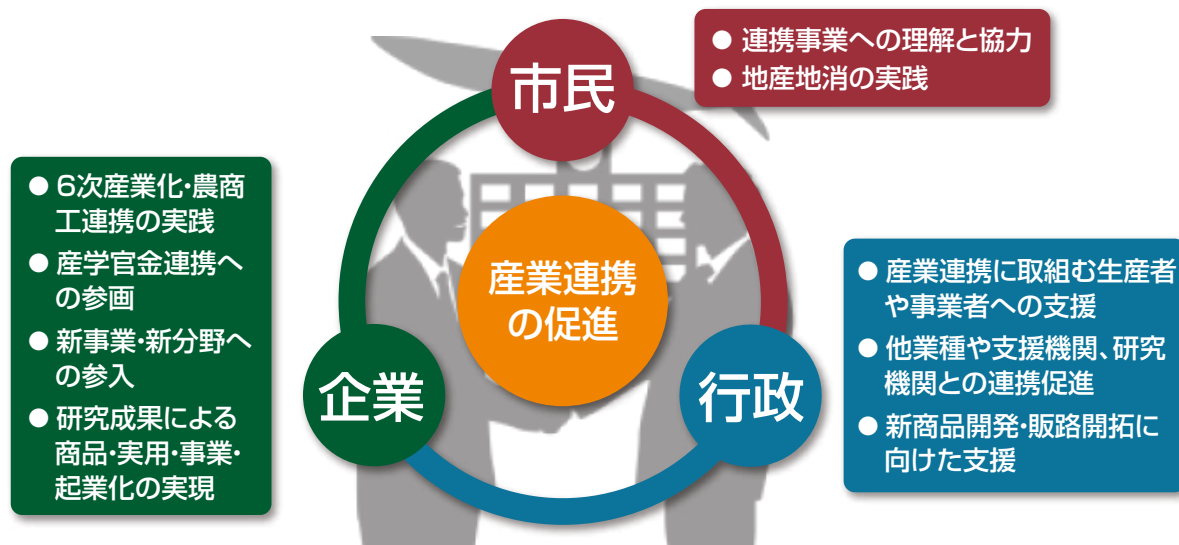 市民
● 連携事業への理解と協力
● 地産地消の実践
● 6次産業化・農商
工連携の実践
● 産学官金連携へ
の参画
● 新事業・新分野へ
の参入
● 研究成果による
商品・実用・事業・
起業化の実現
産業連携
の促進
企業
行政
● 産業連携に取組む生産者
や事業者への支援
● 他業種や支援機関、研究
機関との連携促進
● 新商品開発・販路開拓に
向けた支援